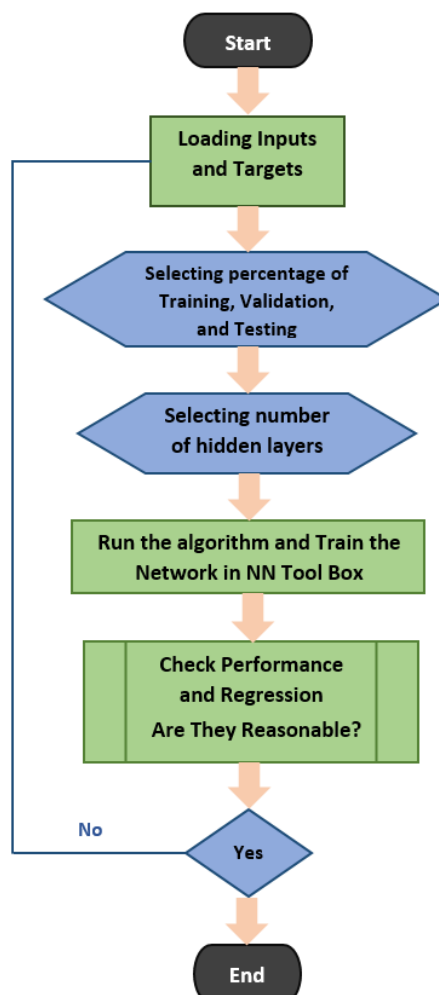 Start
Loading Inputs
and Targets
Selecting percentage of
Training, Validation,
and Testing
Selecting number
of hidden layers
Run the algorithm and Train the
Network in NN Tool Box
Check Performance
and Regression
Are They Reasonable?
No
Yes
End